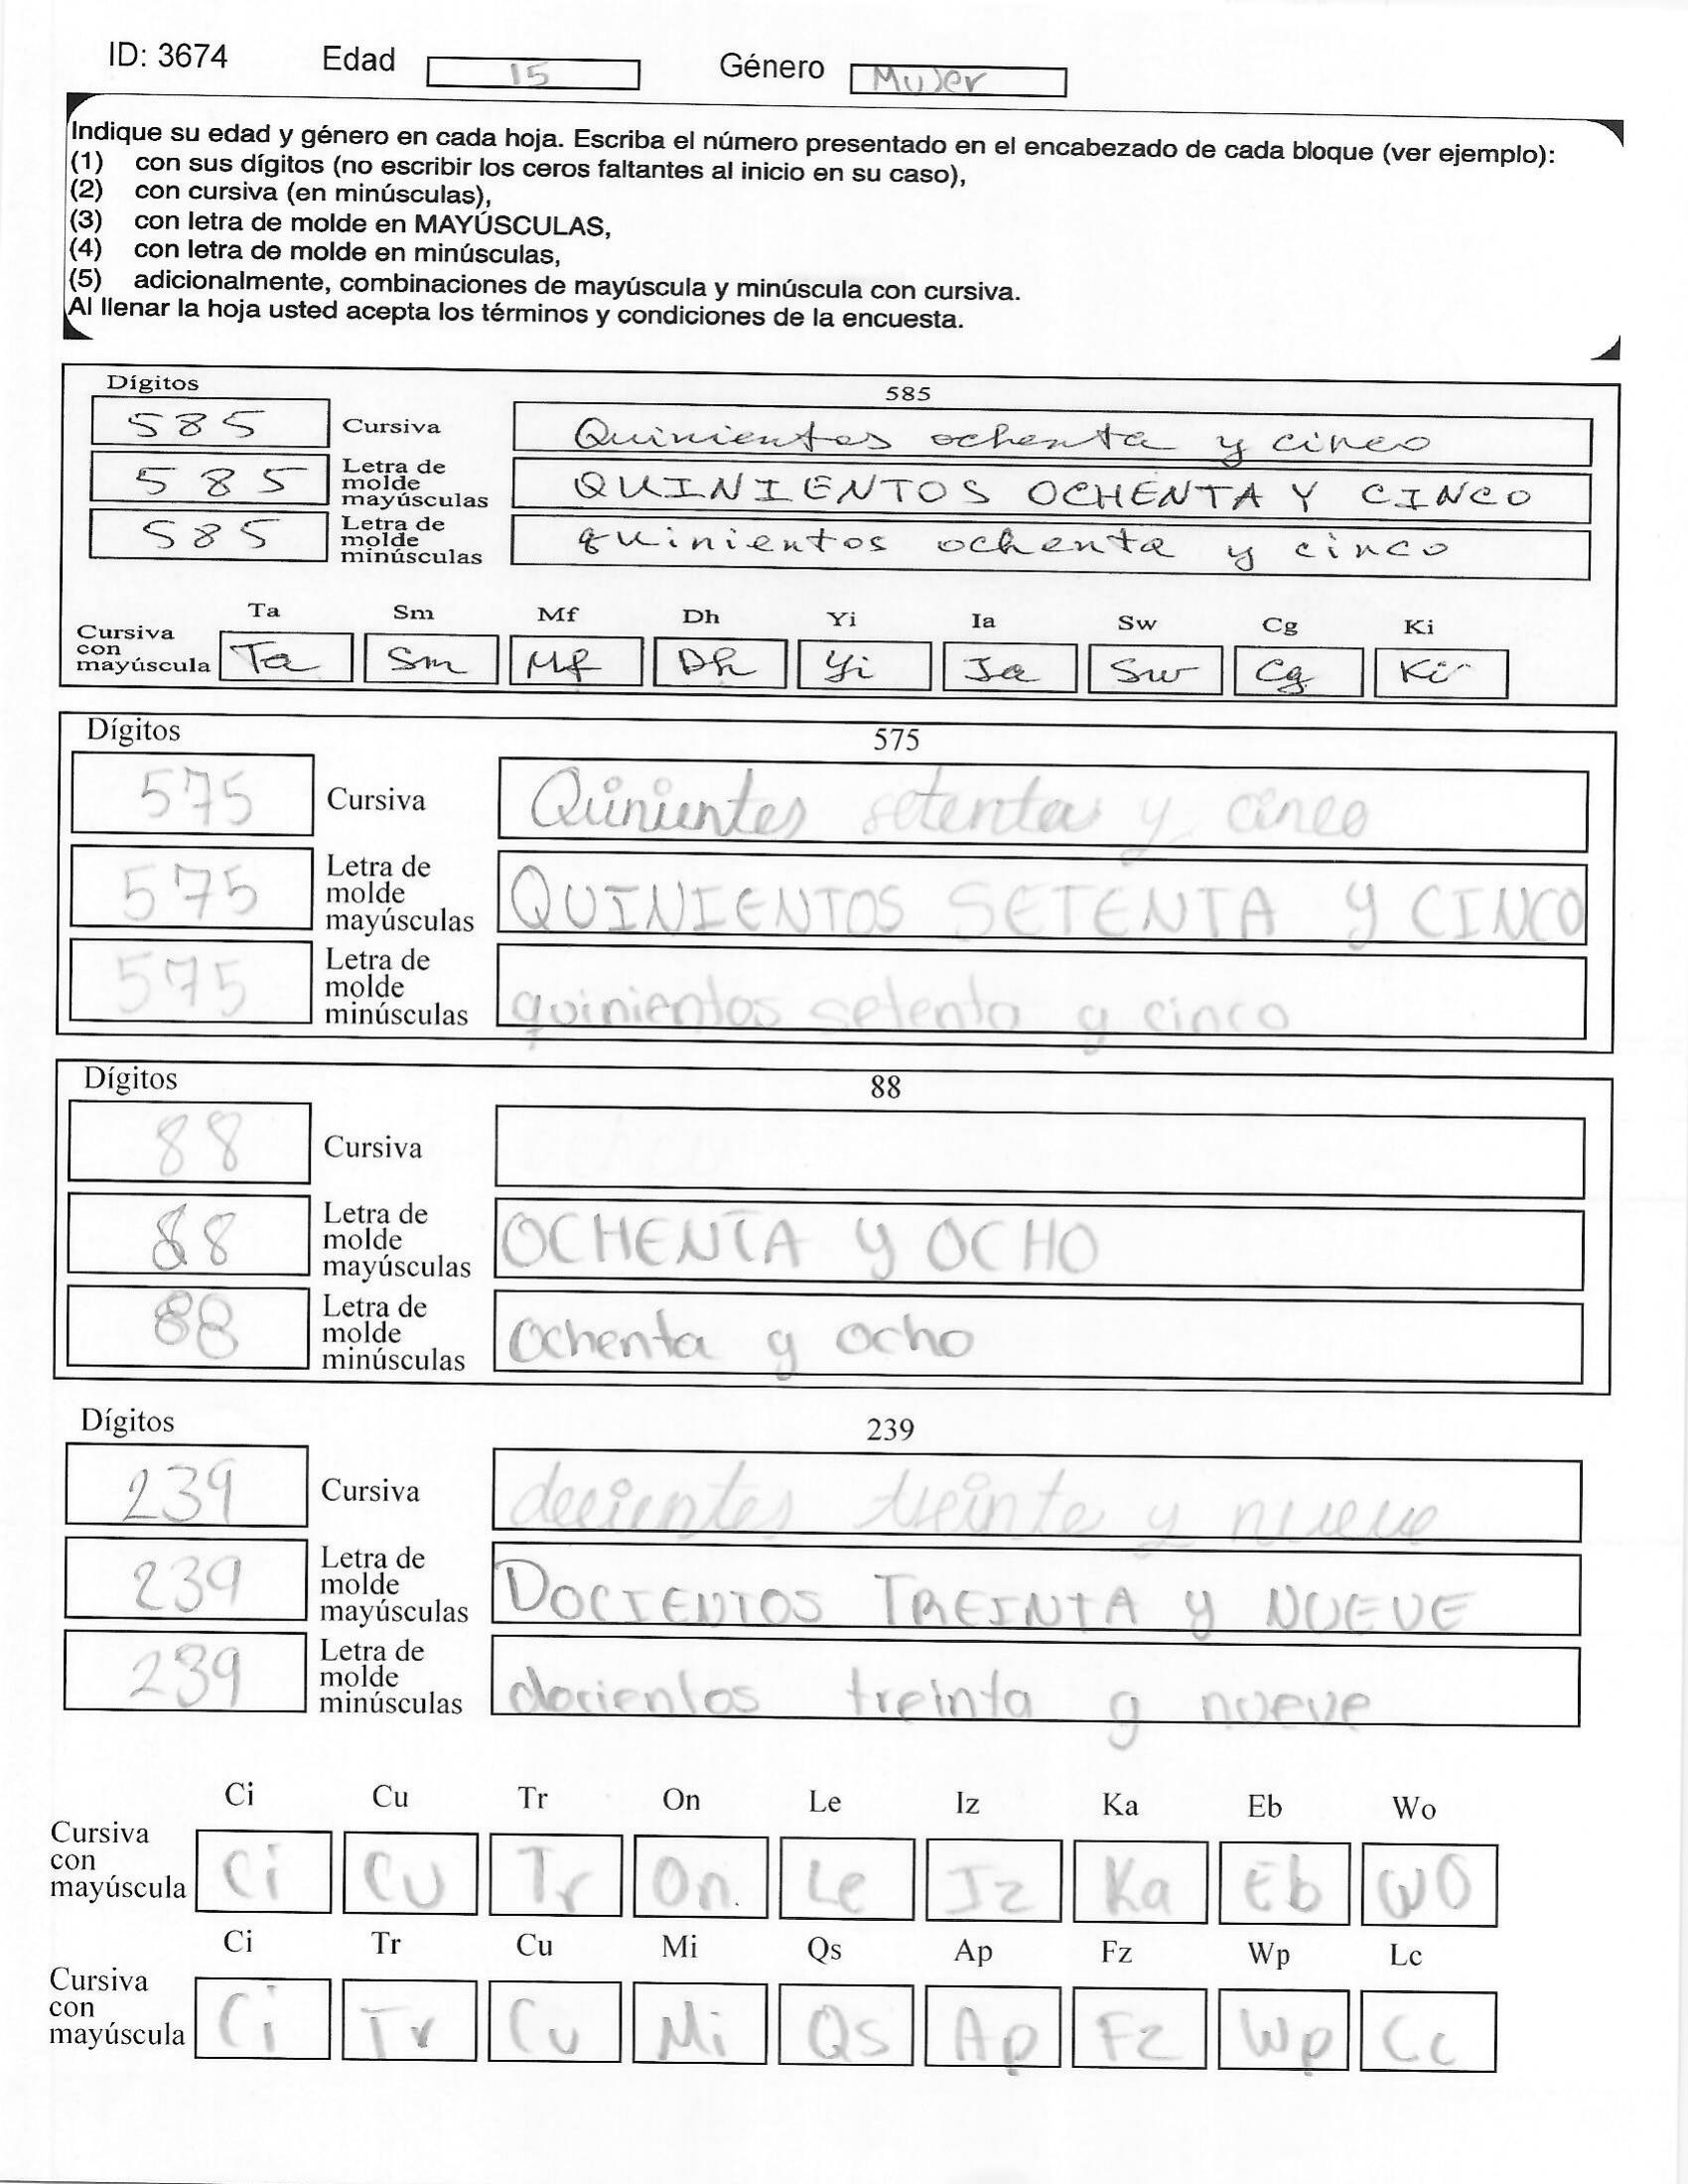 ID: 3674 Edad 15 Género Mujer
Indique su edad y género en cada hoja. Escriba el número presentado en el encabezado de cada bloque (ver ejemplo):
(1) con sus dígitos (no escribir los ceros faltantes al inicio en su caso),
(2) con cursiva (en minúsculas),
(3) con letra de molde en MAYÚSCULAS,
(4) con letra de molde en minúsculas,
(5) adicionalmente, combinaciones de mayúscula y minúscula con cursiva.
Al llenar la hoja usted acepta los términos y condiciones de la encuesta.
Dígitos 585
585 Cursiva Quinientos ochenta y cinco
585 Letra de molde mayúsculas QUINIENTOS OCHENTA Y CINCO
585 Letra de molde minúsculas quinientos ochenta y cinco
Ta Sm Mf Dh Yi Ia Sw Cg Ki
Cursiva con mayúscula Ta Sm Mf Dh Yi Ia Sw Cg Ki
Dígitos 575
575 Cursiva Quinientos setenta y cinco
575 Letra de molde mayúsculas QUINIENTOS SETENTA y CINCO
575 Letra de molde minúsculas quinientos setenta y cinco
Dígitos 88
88 Cursiva
88 Letra de molde mayúsculas OCHENTA y OCHO
88 Letra de molde minúsculas Ochenta y ocho
Dígitos 239
239 Cursiva treinta y nueve
239 Letra de molde mayúsculas DOCIENTOS TREINTA y NUEVE
239 Letra de molde minúsculas docientos treinta y nueve
Ci Cu Tr On Le Iz Ka Eb Wo
Cursiva con mayúscula Ci Cu Tr On Le Iz Ka Eb WO
Ci Tr Cu Mi Qs Ap Fz Wp Lc
Cursiva con mayúscula Ci Tr Cu Mi Qs Ap Fz Wp Cc